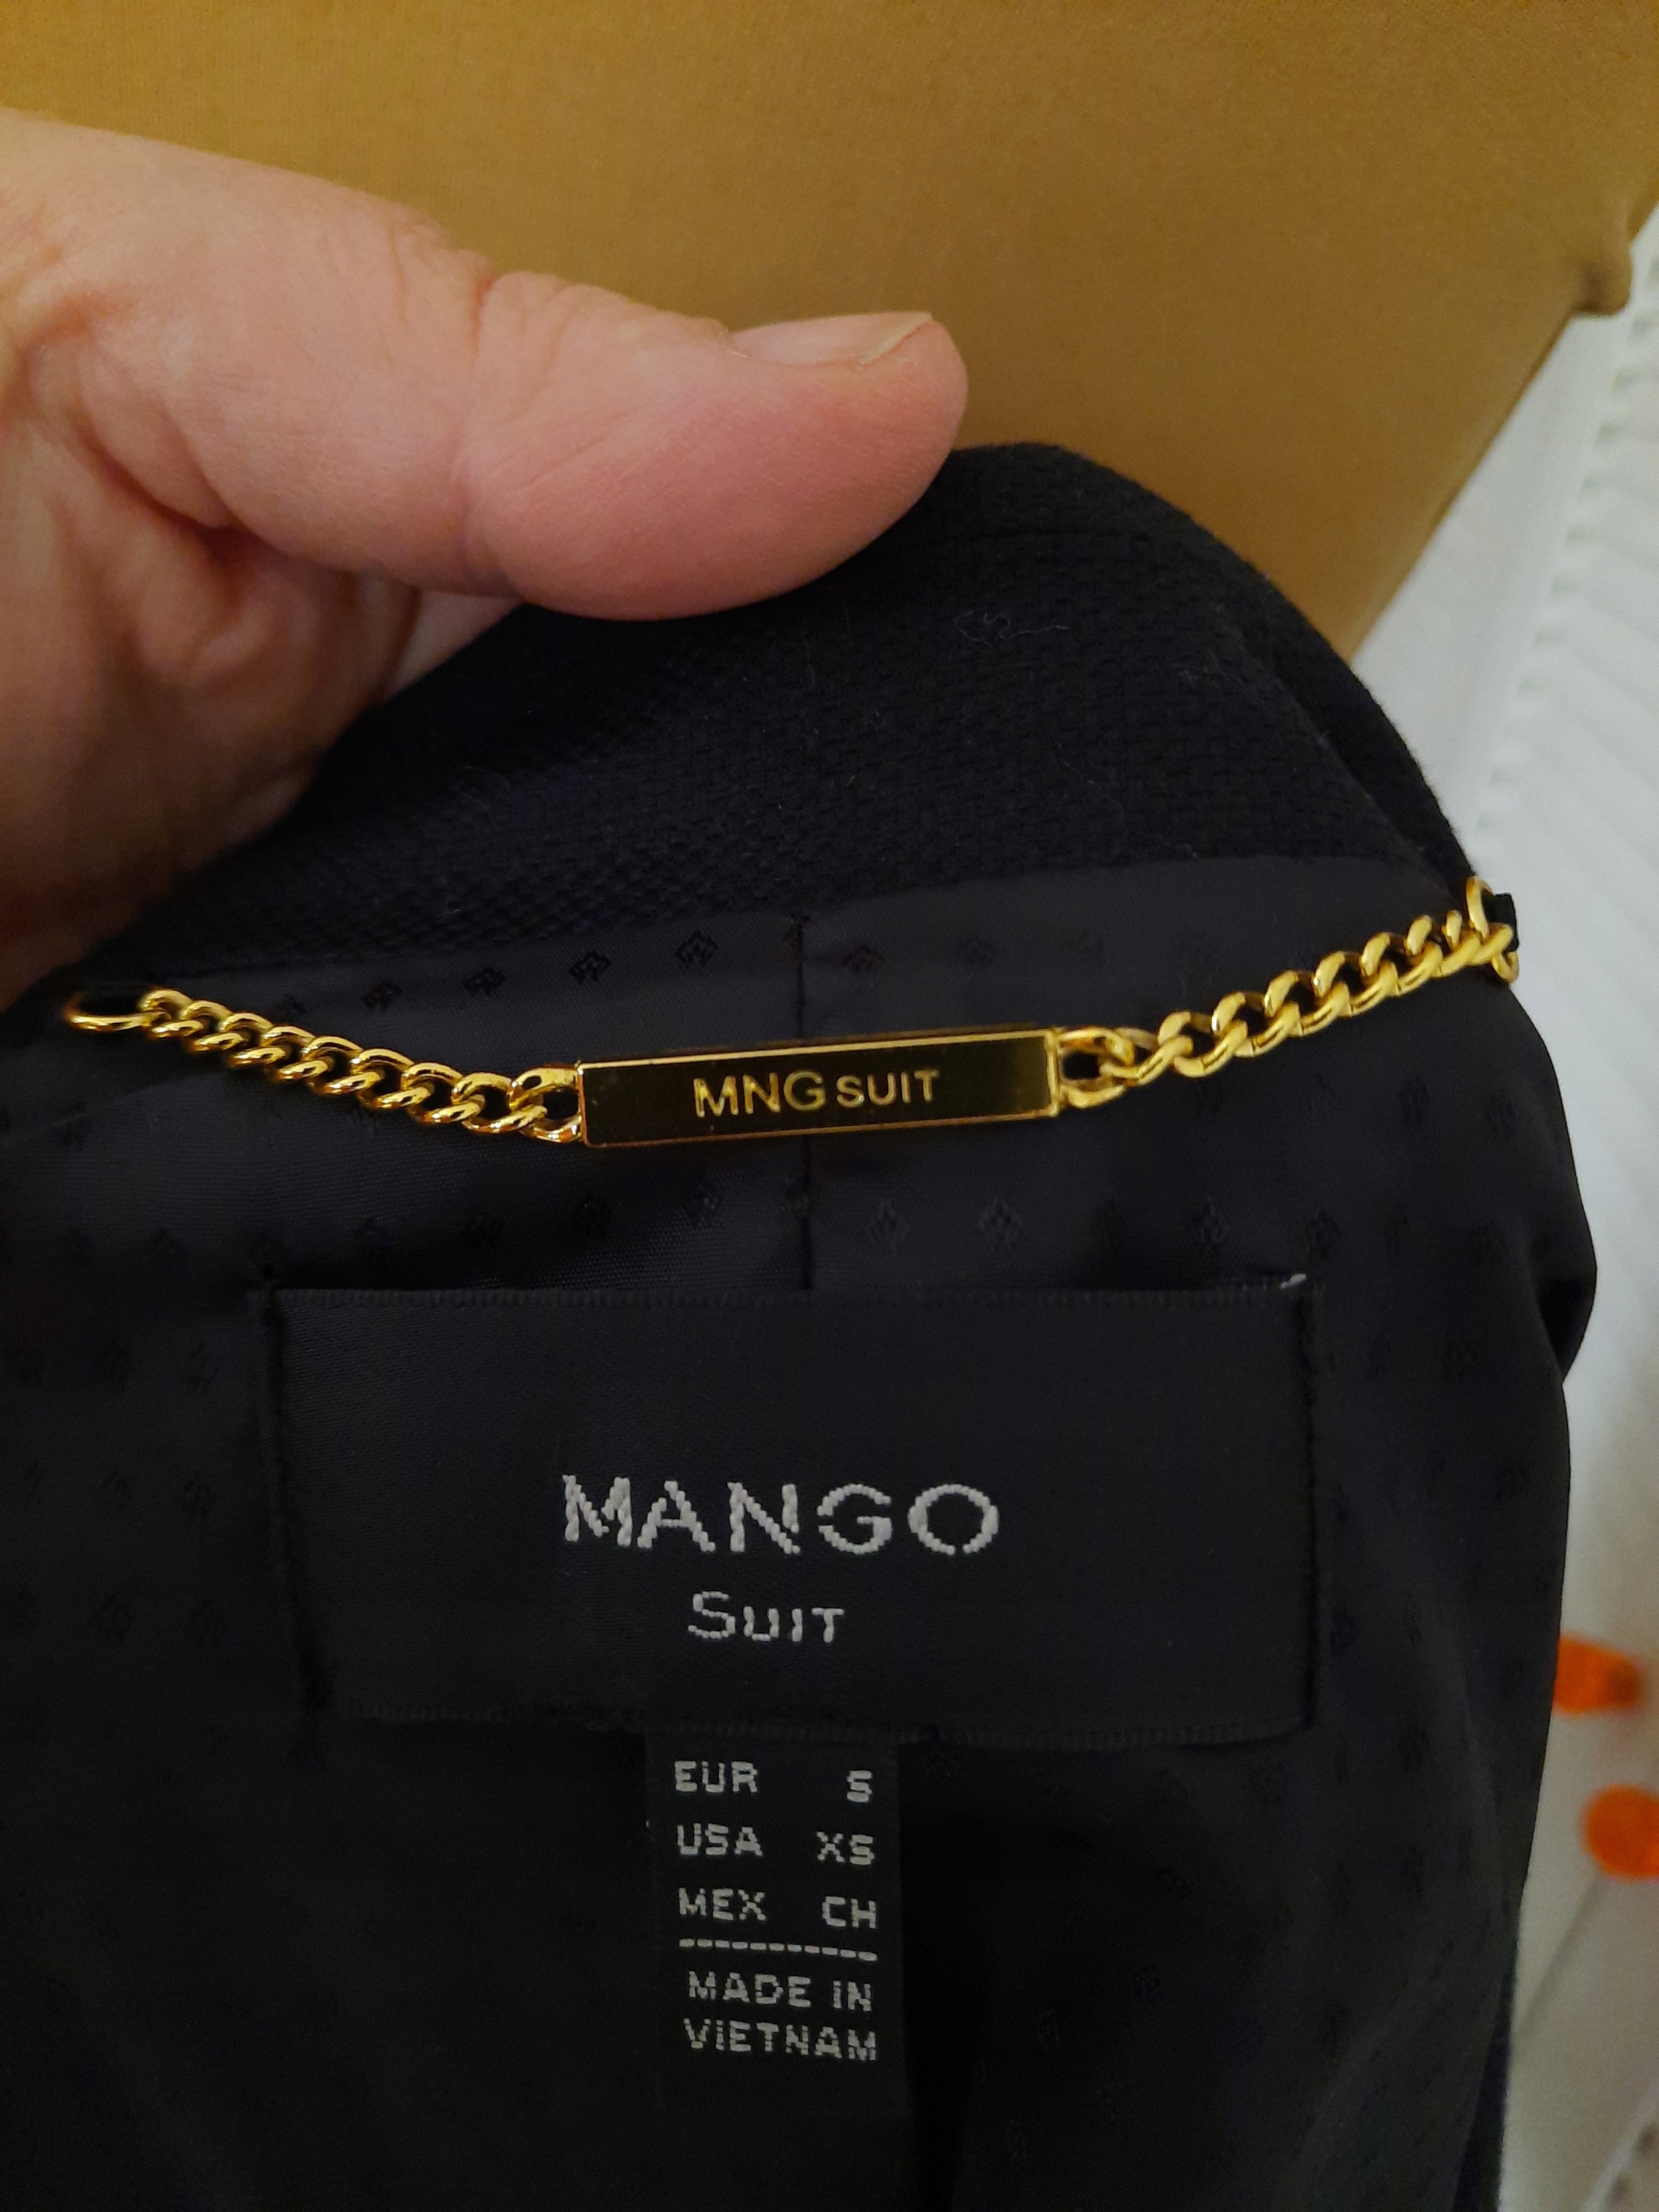 MNG SUIT
MANGO
SUIT
EUR S
USA XS
MEX CH
MADE IN
VIETNAM